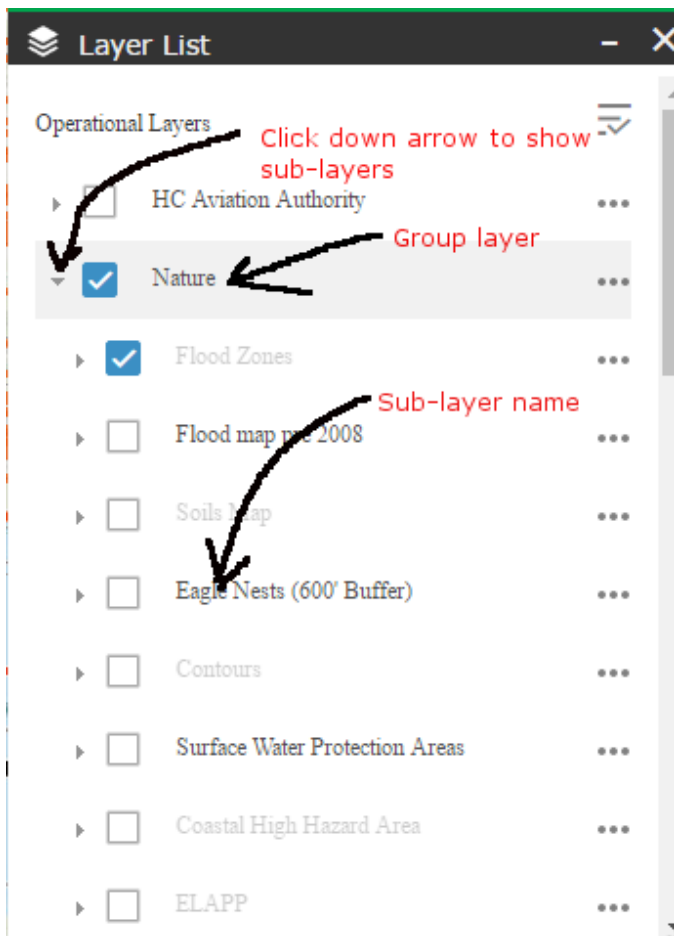 Layer List
Operational Layers
Click down arrow to show
sub-layers
HC Aviation Authority
Group layer
Nature
Flood Zones
Sub-layer name
Flood map pre 2008
Soils Map
Eagle Nests (600' Buffer)
Contours
Surface Water Protection Areas
Coastal High Hazard Area
ELAPP